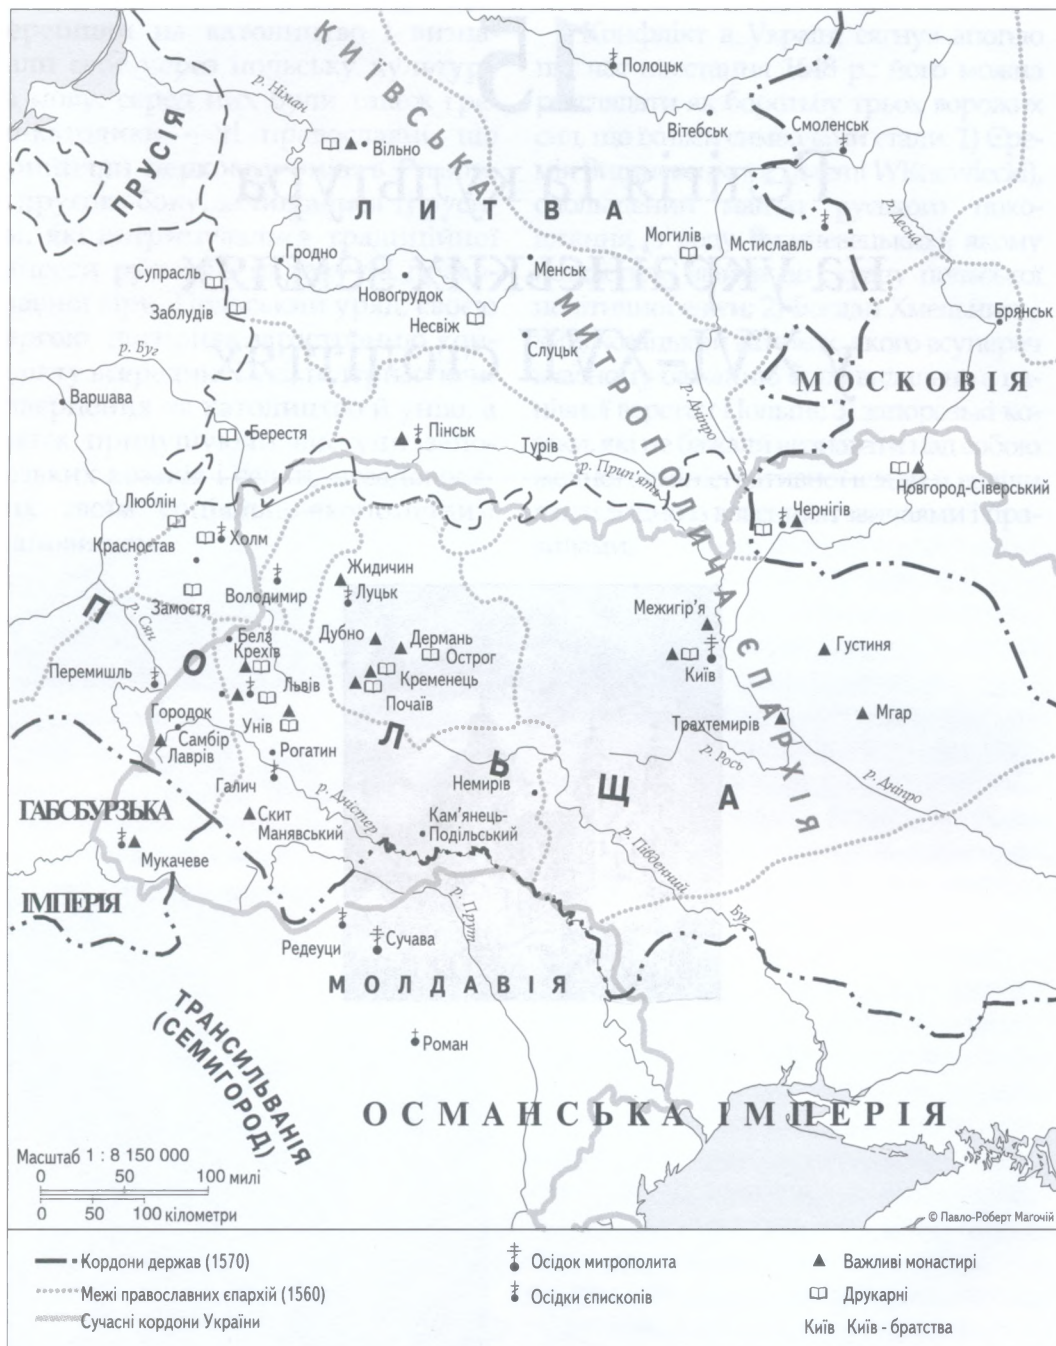 КИЇВСЬКА
МИТРОПОЛИЧА
ЄПАРХІЯ
ПРУСІЯ
р. Німан
Полоцьк
Вітебськ
Смоленськ
Вільно
ЛИТВА
р. Десна
Могилів
Мстиславль
Гродно
Менськ
Супрасль
Новоґрудок
Заблудів
Несвіж
Брянськ
Слуцьк
р. Буг
Варшава
р. Дніпро
МОСКОВІЯ
Берестя
Пінськ
Турів
р. Прип'ять
Новгород-Сіверський
Люблін
Чернігів
Красностав
Холм
Жидичин
Володимир
Луцьк
Замостя
Межигір'я
р. Сян
ПОЛЬЩА
Белз
Дубно
Дермань
Густиня
Крехів
Острог
Перемишль
Київ
Львів
Кременець
Почаїв
Городок
Унів
Трахтемирів
Мгар
Самбір
Лаврів
Рогатин
р. Рось
Галич
Немирів
р. Дніпро
ГАБСБУРЗЬКА
р. Дністер
Скит
Манявський
Кам'янець-
Подільський
р. Південний
Буг
Мукачеве
ІМПЕРІЯ
р. Прут
Редеуци
Сучава
МОЛДАВІЯ
ТРАНСИЛЬВАНІЯ
(СЕМИГОРОД)
Роман
ОСМАНСЬКА ІМПЕРІЯ
Масштаб 1 : 8 150 000
0 50 100 милі
0 50 100 кілометри
© Павло-Роберт Маґочій
Кордони держав (1570)
Межі православних єпархій (1560)
Сучасні кордони України
Осідок митрополита
Осідки єпископів
Важливі монастирі
Друкарні
Київ Київ - братства